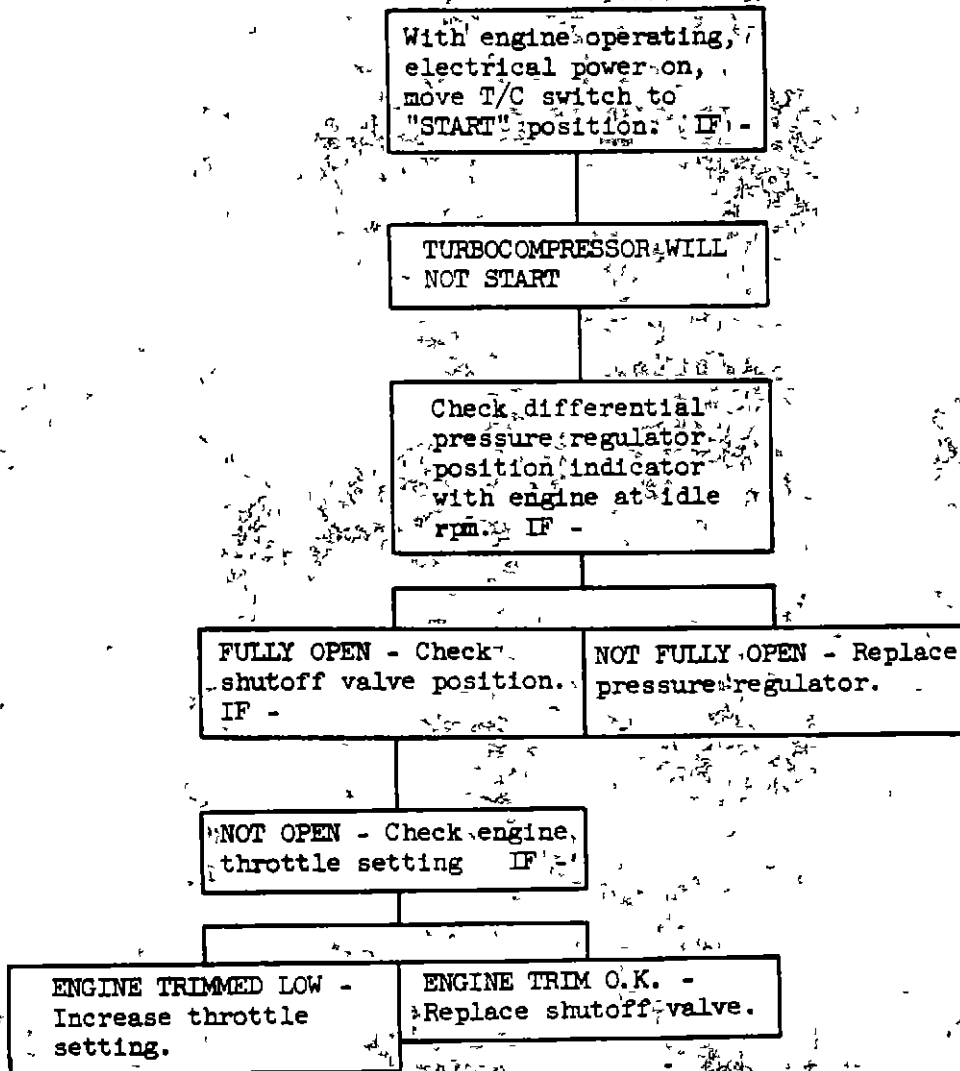 With engine operating,
electrical power on,
move T/C switch to
"START" position. IF -
TURBOCOMPRESSOR WILL
NOT START
Check differential
pressure regulator
position indicator
with engine at idle
rpm. IF -
FULLY OPEN - Check
shutoff valve position.
IF -
NOT FULLY OPEN - Replace
pressure regulator.
NOT OPEN - Check engine
throttle setting IF -
ENGINE TRIMMED LOW -
Increase throttle
setting.
ENGINE TRIM O.K. -
Replace shutoff valve.